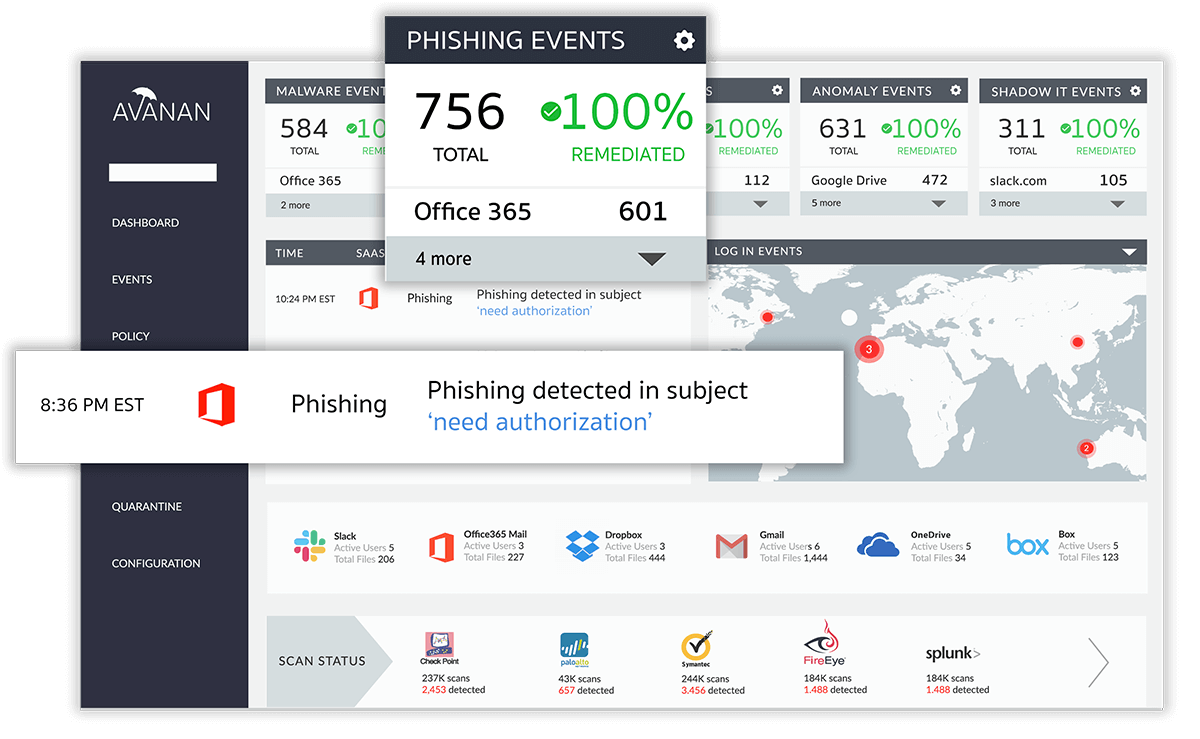 PHISHING EVENTS
756
100%
TOTAL
REMEDIATED
Office 365 601
4 more
AVANAN
DASHBOARD
EVENTS
POLICY
QUARANTINE
CONFIGURATION
MALWARE EVENT
584
TOTAL
Office 365
2 more
100%
REMEDIATED
112
ANOMALY EVENTS
631 100%
TOTAL REMEDIATED
Google Drive 472
5 more
SHADOW IT EVENTS
311 100%
TOTAL REMEDIATED
slack.com 105
3 more
TIME SAAS
10:24 PM EST Phishing Phishing detected in subject
‘need authorization’
8:36 PM EST Phishing Phishing detected in subject
‘need authorization’
LOG IN EVENTS
3
2
Slack
Active Users 5
Total Files 206
Office365 Mail
Active Users 3
Total Files 227
Dropbox
Active Users 3
Total Files 444
Gmail
Active Users 6
Total Files 1,444
OneDrive
Active Users 5
Total Files 34
box
Box
Active Users 5
Total Files 123
SCAN STATUS
Check Point
237K scans
2,453 detected
paloalto
43K scans
657 detected
Symantec
244K scans
3.456 detected
FireEye
184K scans
1.488 detected
splunk>
184K scans
1.488 detected